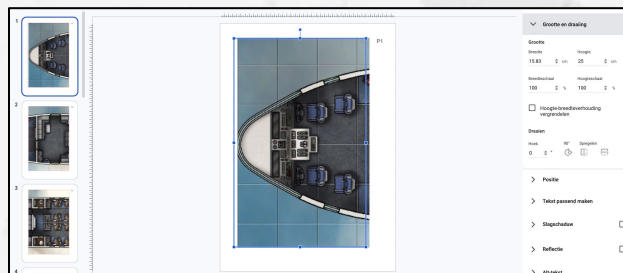 1
2
3
4
P1
Grootte en draaiing
Grootte
Breedte Hoogte
15.83 cm 25 cm
Breedteschaal Hoogteschaal
100 % 100 %
Hoogte-breedteverhouding
vergrendelen
Draaien
Hoek 90° Spiegelen
0 °
Positie
Tekst passend maken
Slagschaduw
Reflectie
Alt-tekst